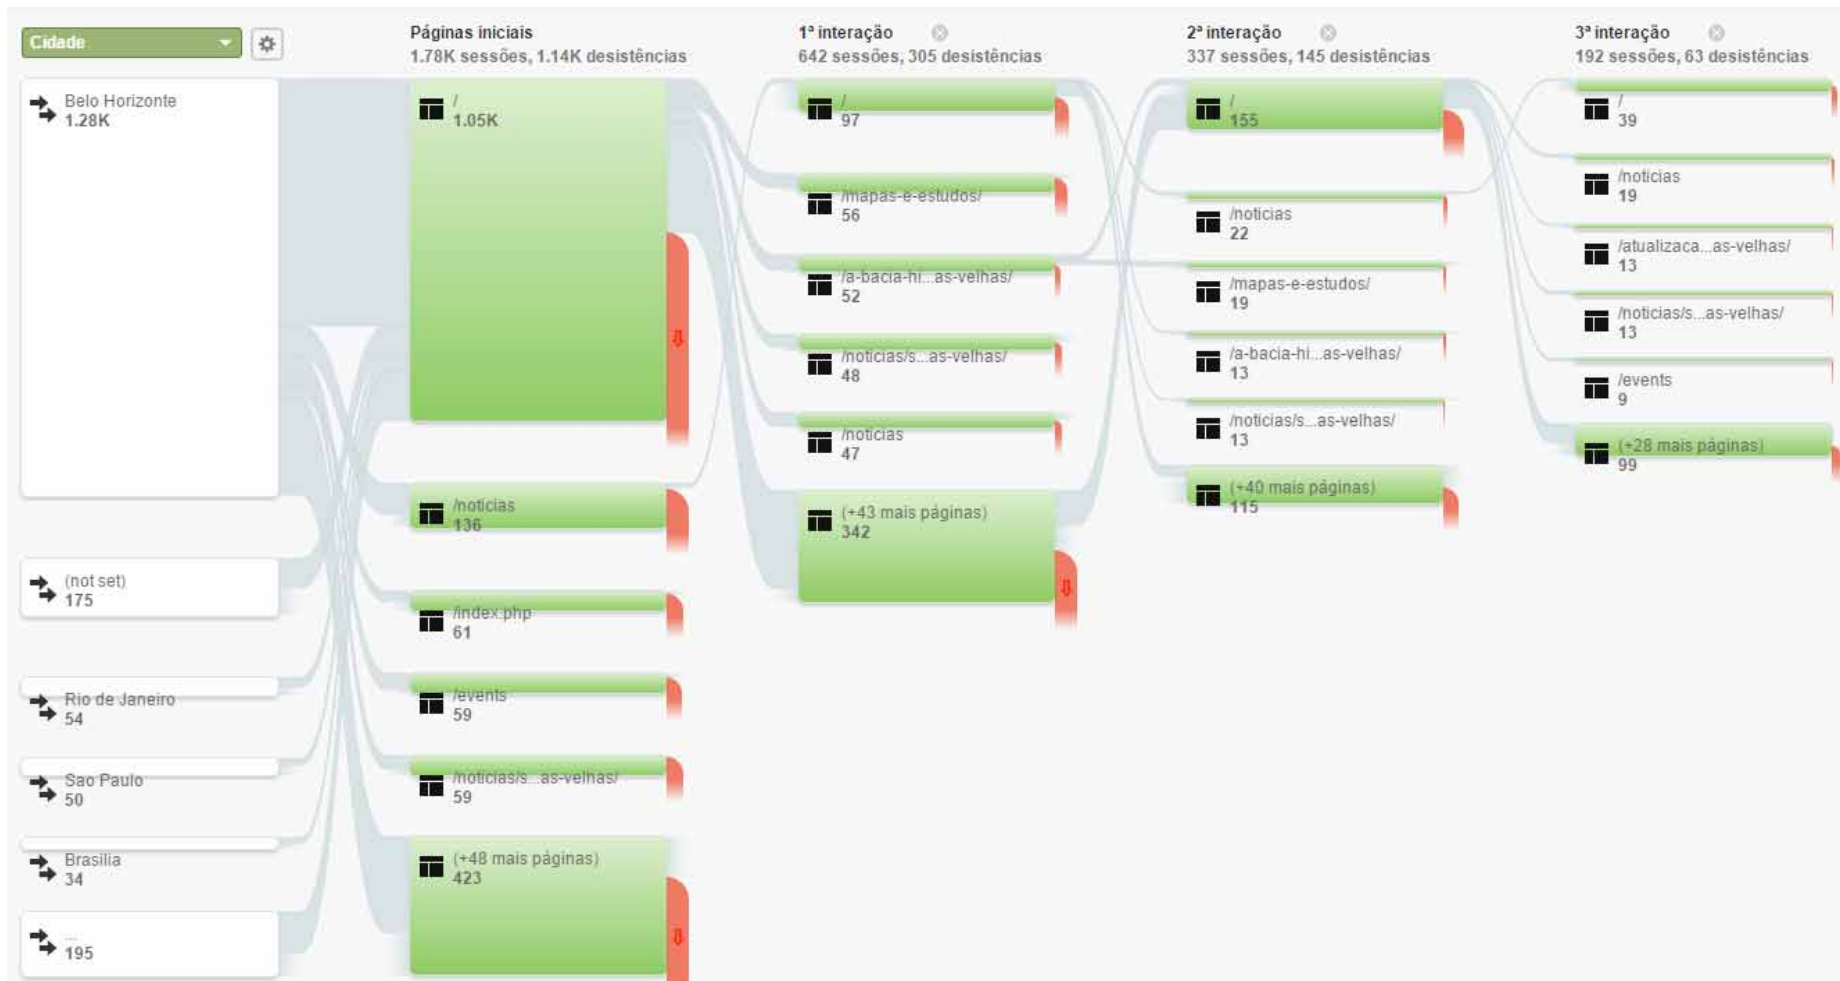 Cidade
Belo Horizonte
1.28K
(not set)
175
Rio de Janeiro
54
Sao Paulo
50
Brasilia
34
...
195
Páginas iniciais
1.78K sessões, 1.14K desistências
/
1.05K
/noticias
136
/index.php
61
/events
59
/noticias/s...as-velhas/
59
(+48 mais páginas)
423
1ª interação
642 sessões, 305 desistências
/
97
/mapas-e-estudos/
56
/a-bacia-hi...as-velhas/
52
/noticias/s...as-velhas/
48
/noticias
47
(+43 mais páginas)
342
2ª interação
337 sessões, 145 desistências
/
155
/noticias
22
/mapas-e-estudos/
19
/a-bacia-hi...as-velhas/
13
/noticias/s...as-velhas/
13
(+40 mais páginas)
115
3ª interação
192 sessões, 63 desistências
/
39
/noticias
19
/atualizaca...as-velhas/
13
/noticias/s...as-velhas/
13
/events
9
(+28 mais páginas)
99